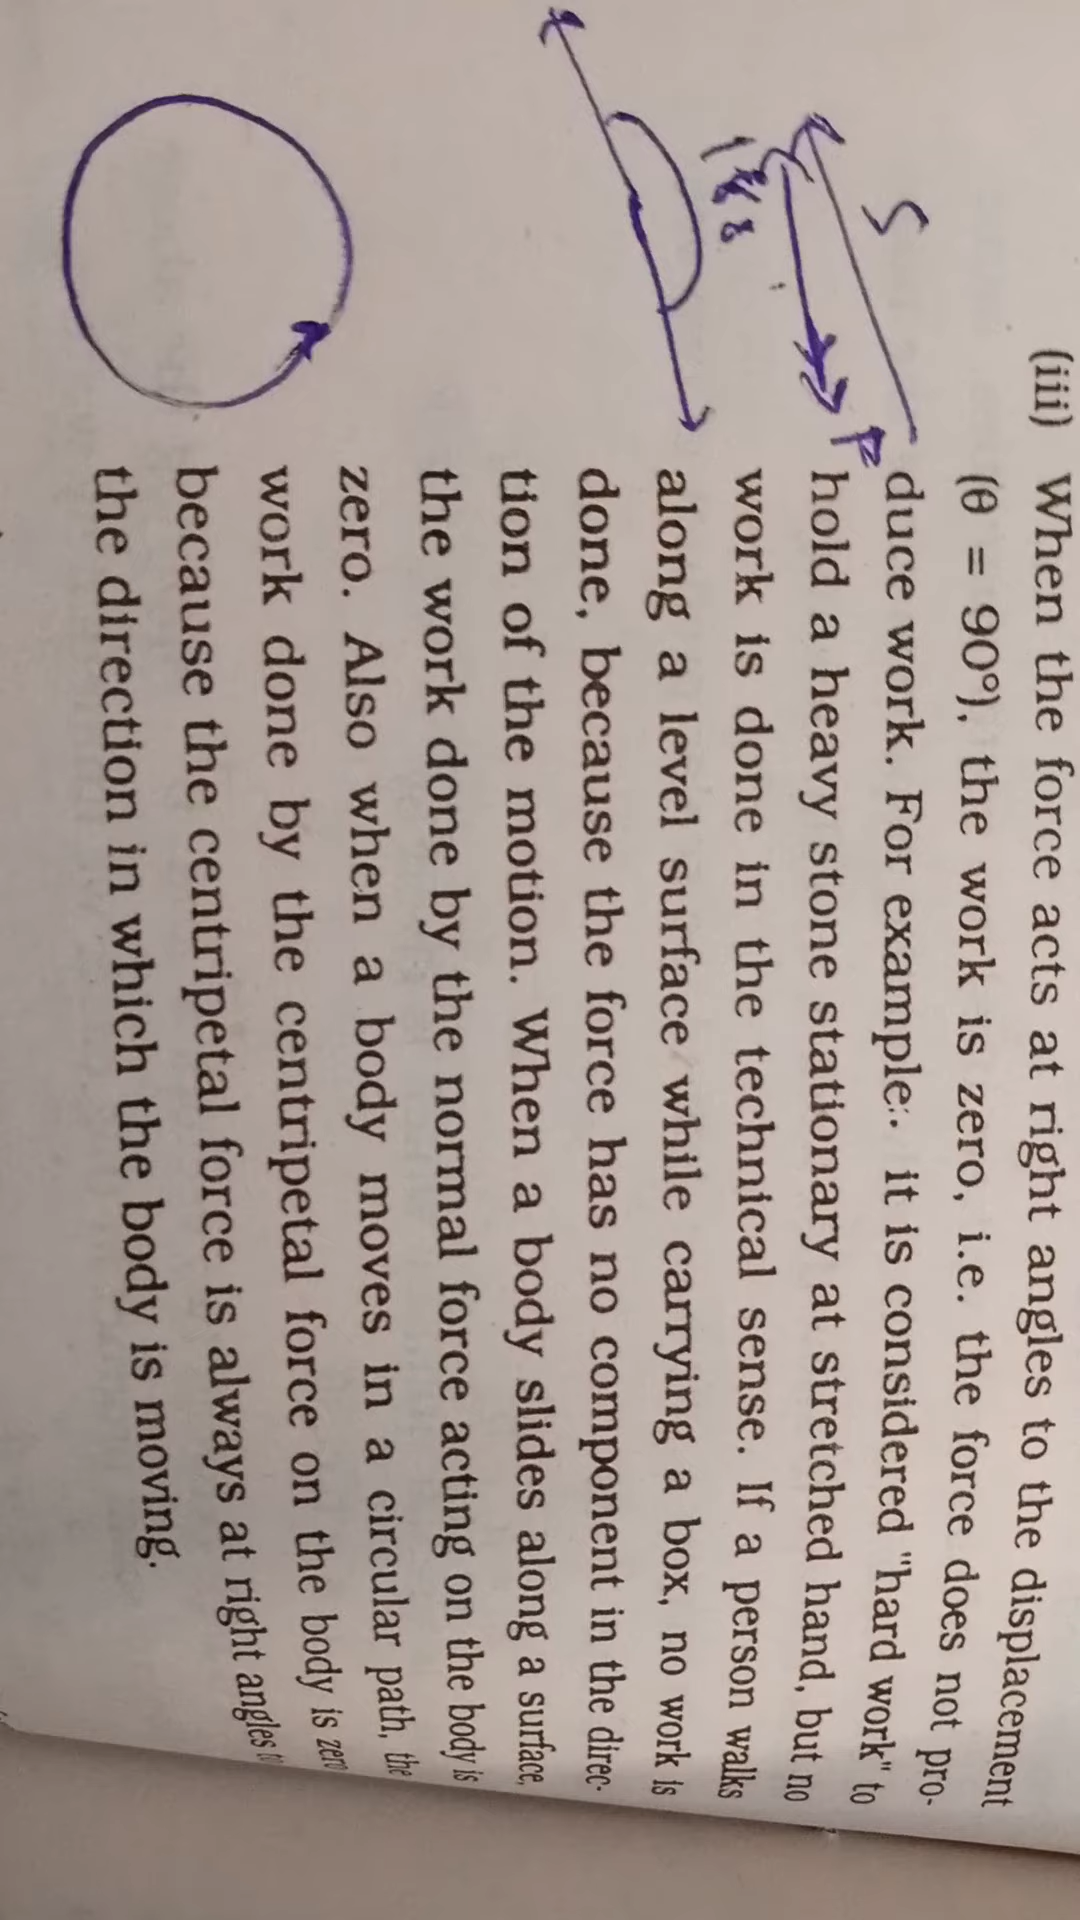 (iii) When the force acts at right angles to the displacement
(θ = 90°), the work is zero, i.e. the force does not pro-
duce work. For example:. it is considered "hard work" to
hold a heavy stone stationary at stretched hand, but no
work is done in the technical sense. If a person walks
along a level surface while carrying a box, no work is
done, because the force has no component in the direc-
tion of the motion. When a body slides along a surface,
the work done by the normal force acting on the body is
zero. Also when a body moves in a circular path, the
work done by the centripetal force on the body is zero
because the centripetal force is always at right angles
the direction in which the body is moving.
S
F